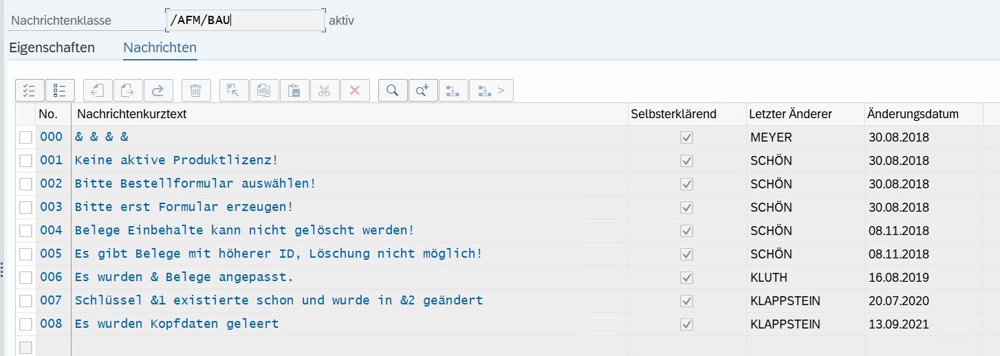 Nachrichtenklasse /AFM/BAU aktiv
Eigenschaften Nachrichten
No. Nachrichtenkurztext Selbsterklärend Letzter Änderer Änderungsdatum
000 & & & & MEYER 30.08.2018
001 Keine aktive Produktlizenz! SCHÖN 30.08.2018
002 Bitte Bestellformular auswählen! SCHÖN 30.08.2018
003 Bitte erst Formular erzeugen! SCHÖN 30.08.2018
004 Belege Einbehalte kann nicht gelöscht werden! SCHÖN 08.11.2018
005 Es gibt Belege mit höherer ID, Löschung nicht möglich! SCHÖN 08.11.2018
006 Es wurden & Belege angepasst. KLUTH 16.08.2019
007 Schlüssel &1 existierte schon und wurde in &2 geändert KLAPPSTEIN 20.07.2020
008 Es wurden Kopfdaten geleert KLAPPSTEIN 13.09.2021